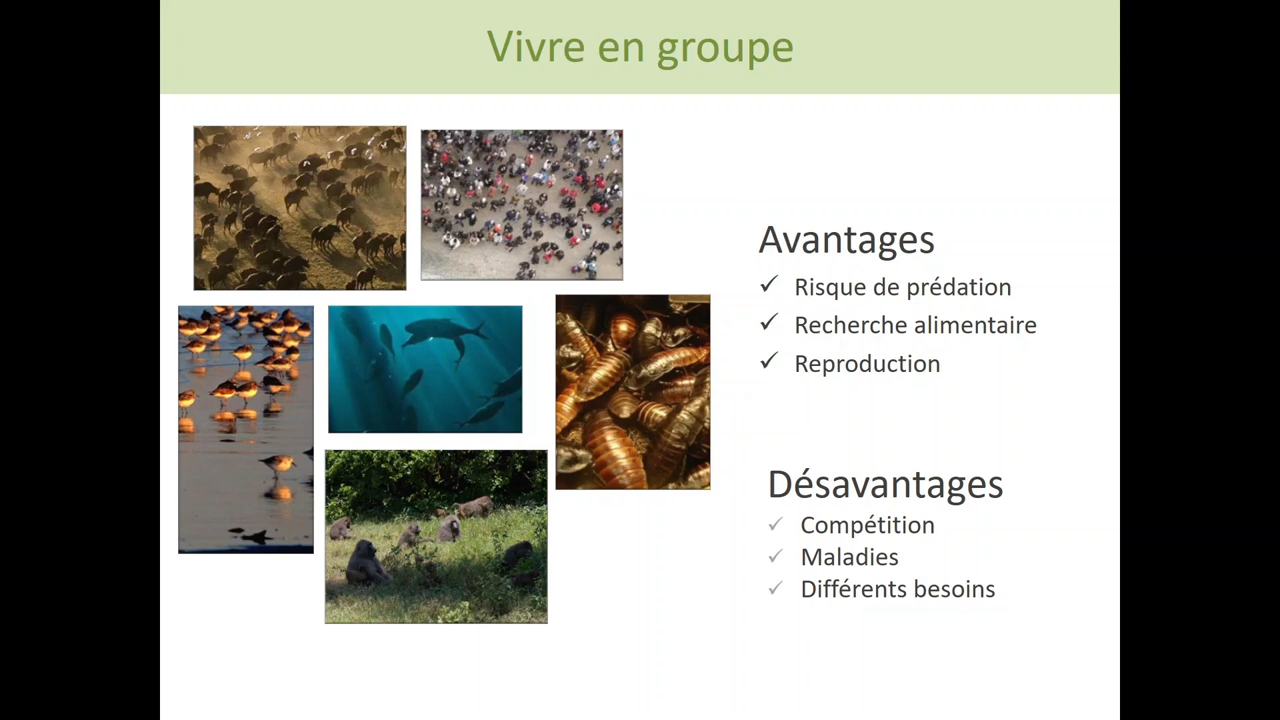 Vivre en groupe
Avantages
✓ Risque de prédation
✓ Recherche alimentaire
✓ Reproduction
Désavantages
✓ Compétition
✓ Maladies
✓ Différents besoins